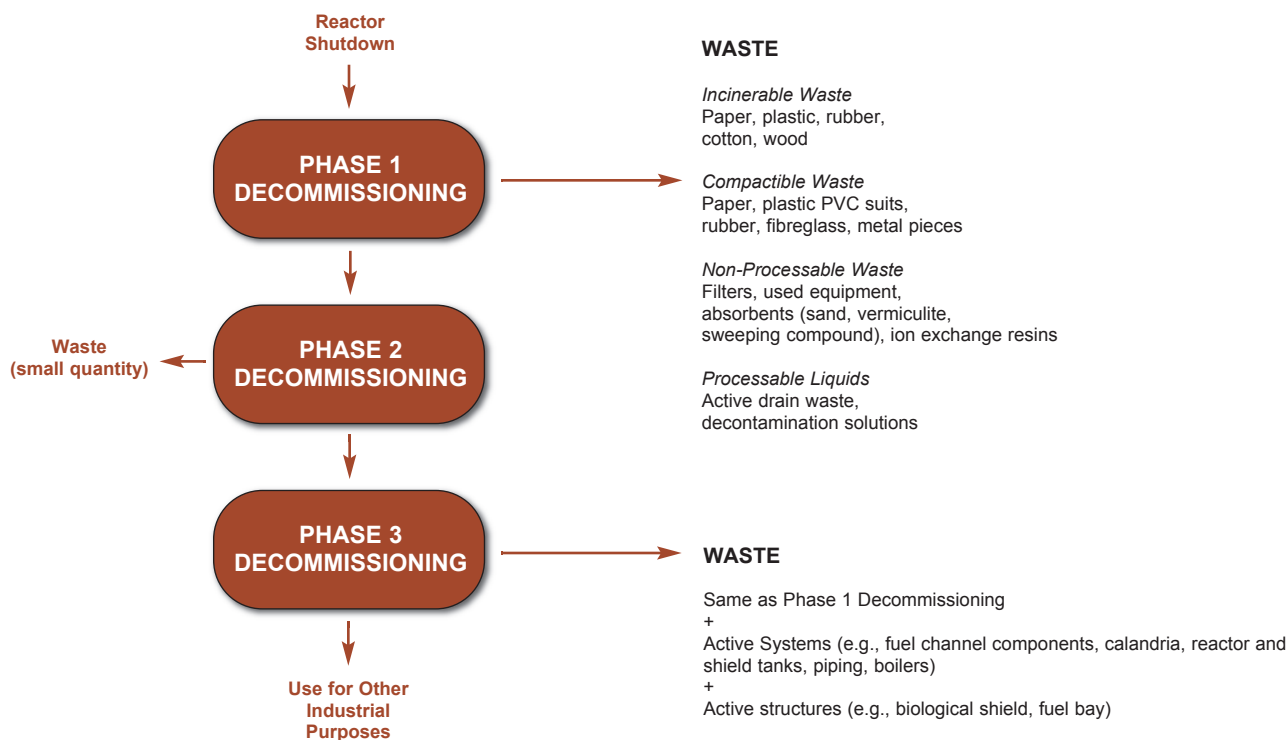 Reactor
Shutdown
PHASE 1
DECOMMISSIONING
WASTE
Incinerable Waste
Paper, plastic, rubber,
cotton, wood
Compactible Waste
Paper, plastic PVC suits,
rubber, fibreglass, metal pieces
Non-Processable Waste
Filters, used equipment,
absorbents (sand, vermiculite,
sweeping compound), ion exchange resins
Processable Liquids
Active drain waste,
decontamination solutions
PHASE 2
DECOMMISSIONING
Waste
(small quantity)
PHASE 3
DECOMMISSIONING
WASTE
Same as Phase 1 Decommissioning
+
Active Systems (e.g., fuel channel components, calandria, reactor and
shield tanks, piping, boilers)
+
Active structures (e.g., biological shield, fuel bay)
Use for Other
Industrial
Purposes